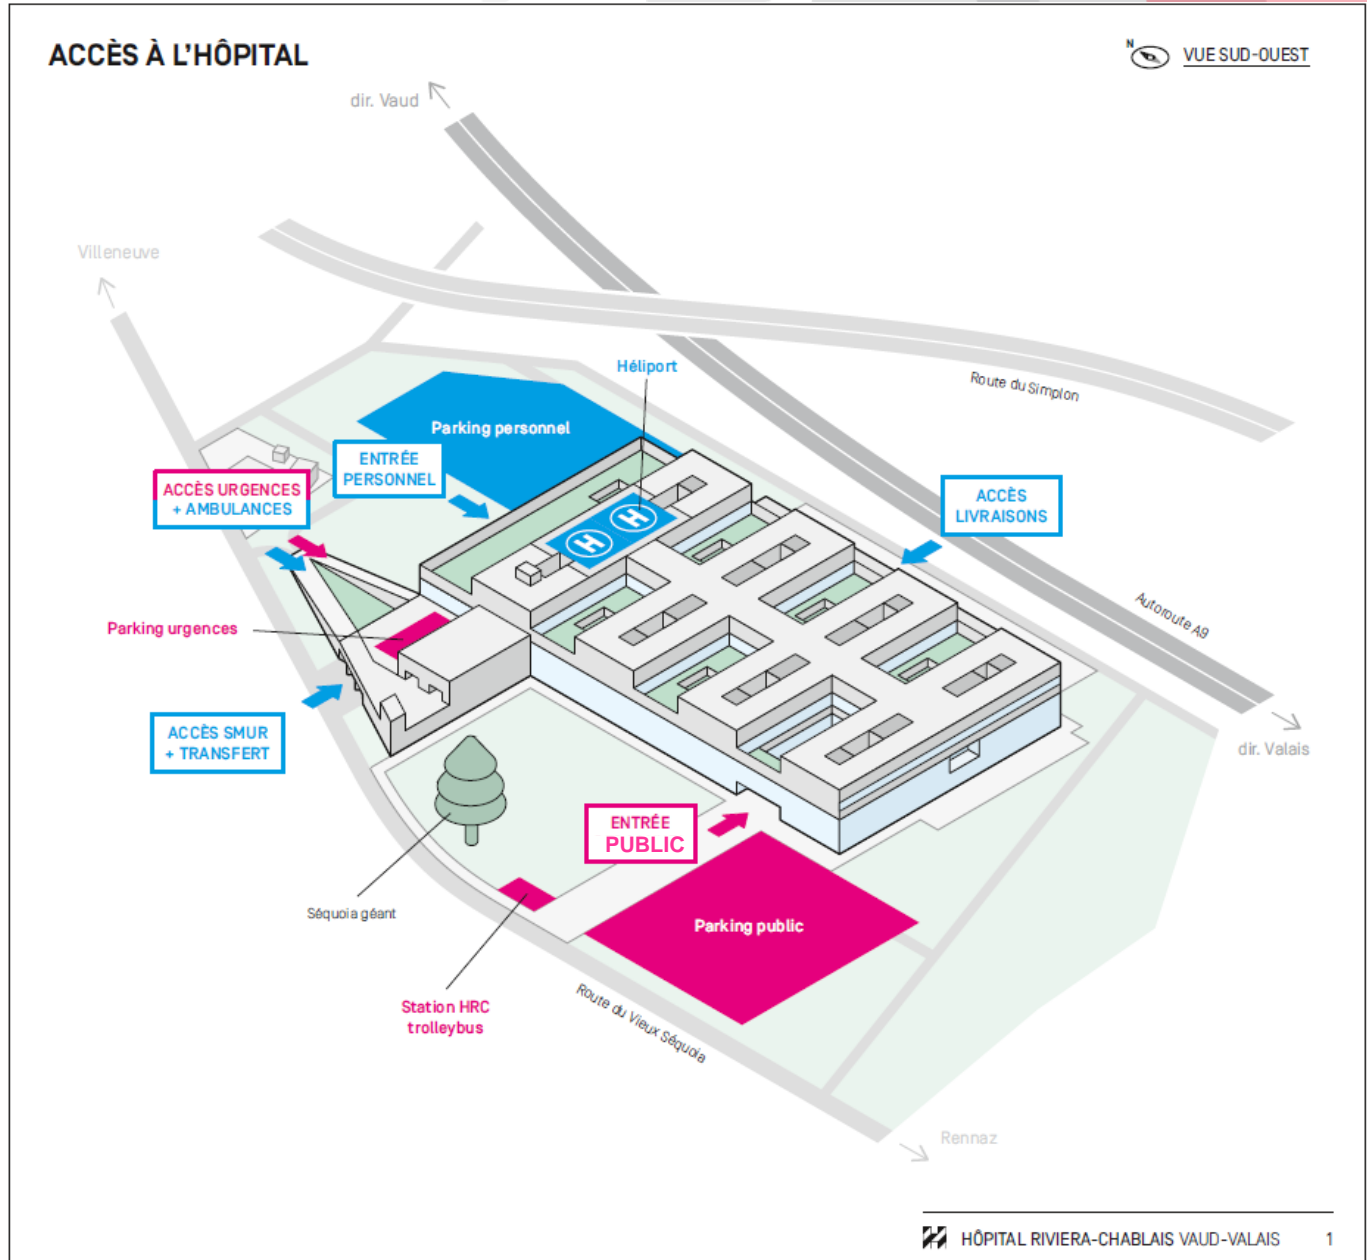 ACCÈS À L'HÔPITAL
N
VUE SUD-OUEST
dir. Vaud
Villeneuve
Héliport
Route du Simplon
Parking personnel
ENTRÉE
PERSONNEL
ACCÈS URGENCES
+ AMBULANCES
ACCÈS
LIVRAISONS
H
H
Autoroute A9
Parking urgences
ACCÈS SMUR
+ TRANSFERT
dir. Valais
ENTRÉE
PUBLIC
Séquoia géant
Parking public
Station HRC
trolleybus
Route du Vieux Séquoia
Rennaz
HÔPITAL RIVIERA-CHABLAIS VAUD-VALAIS 1